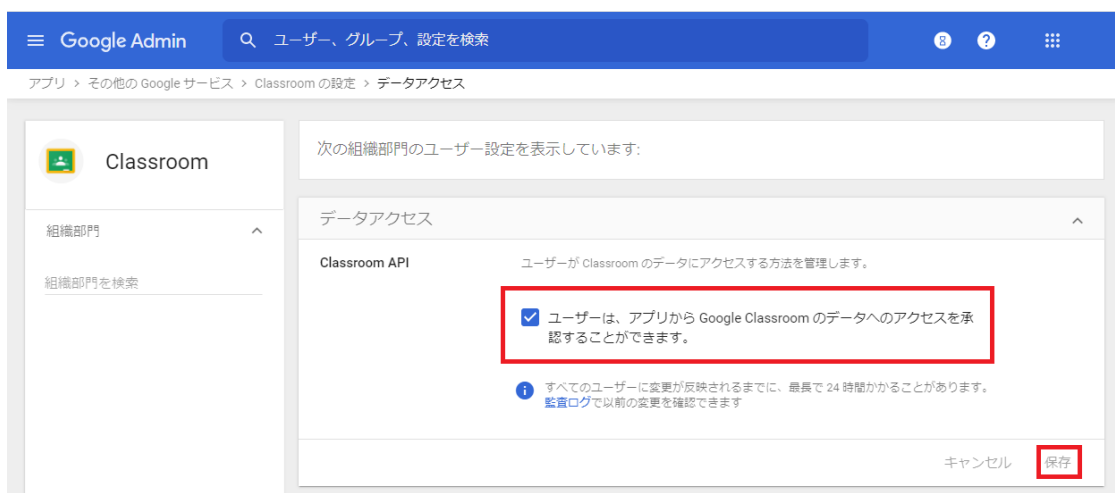 Google Admin
ユーザー、グループ、設定を検索
アプリ > その他の Google サービス > Classroom の設定 > データアクセス
Classroom
次の組織部門のユーザー設定を表示しています:
組織部門
組織部門を検索
データアクセス
Classroom API
ユーザーが Classroom のデータにアクセスする方法を管理します。
ユーザーは、アプリから Google Classroom のデータへのアクセスを承
認することができます。
すべてのユーザーに変更が反映されるまでに、最長で 24 時間かかることがあります。
監査ログで以前の変更を確認できます
キャンセル
保存